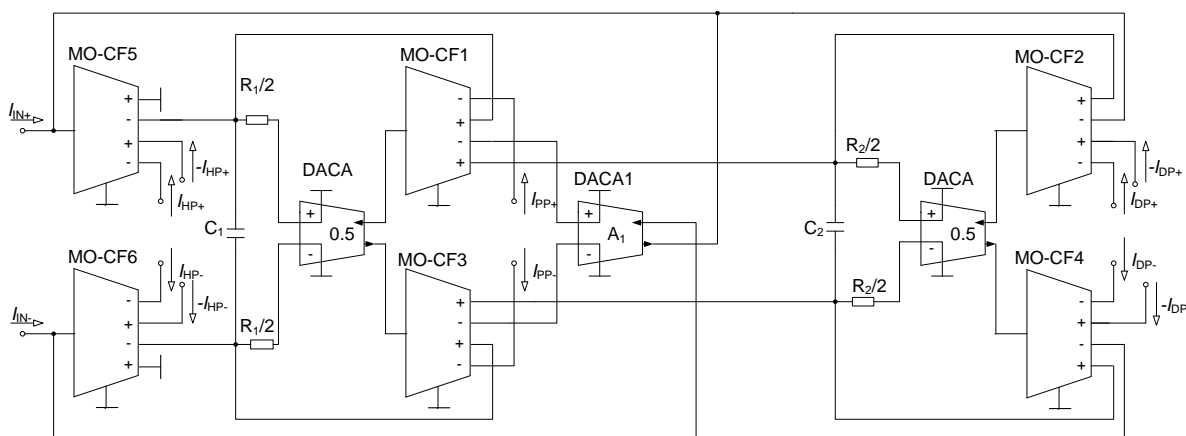 MO-CF5
MO-CF1
MO-CF2
R1/2
IIN+
+
-
+
-
-IHP+
IHP+
-
+
-
+
IPP+
DACA
+
-
0.5
C1
DACA1
+
-
A1
R2/2
C2
DACA
+
-
0.5
+
-
+
-
-IDP+
IDP+
MO-CF6
MO-CF3
MO-CF4
IIN-
-
+
-
+
IHP-
-IHP-
R1/2
+
-
+
-
IPP-
R2/2
-
+
-
+
IDP-
-IDP